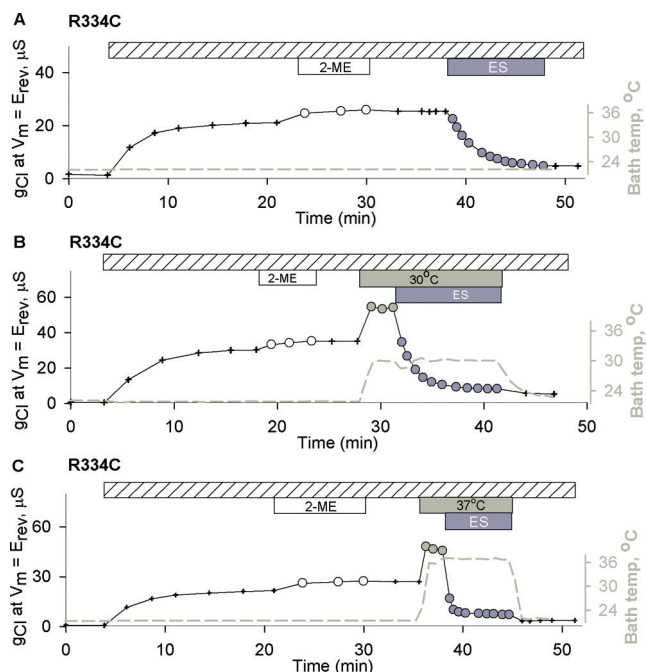 A
R334C
2-ME
ES
gCl at Vm = Erev, µS
40
20
0
36
30
24
Bath temp, °C
0 10 20 30 40 50
Time (min)
B
R334C
2-ME
30°C
ES
gCl at Vm = Erev, µS
60
40
20
0
36
30
24
Bath temp, °C
0 10 20 30 40 50
Time (min)
C
R334C
2-ME
37°C
ES
gCl at Vm = Erev, µS
60
30
0
36
30
24
Bath temp, °C
0 10 20 30 40 50
Time (min)